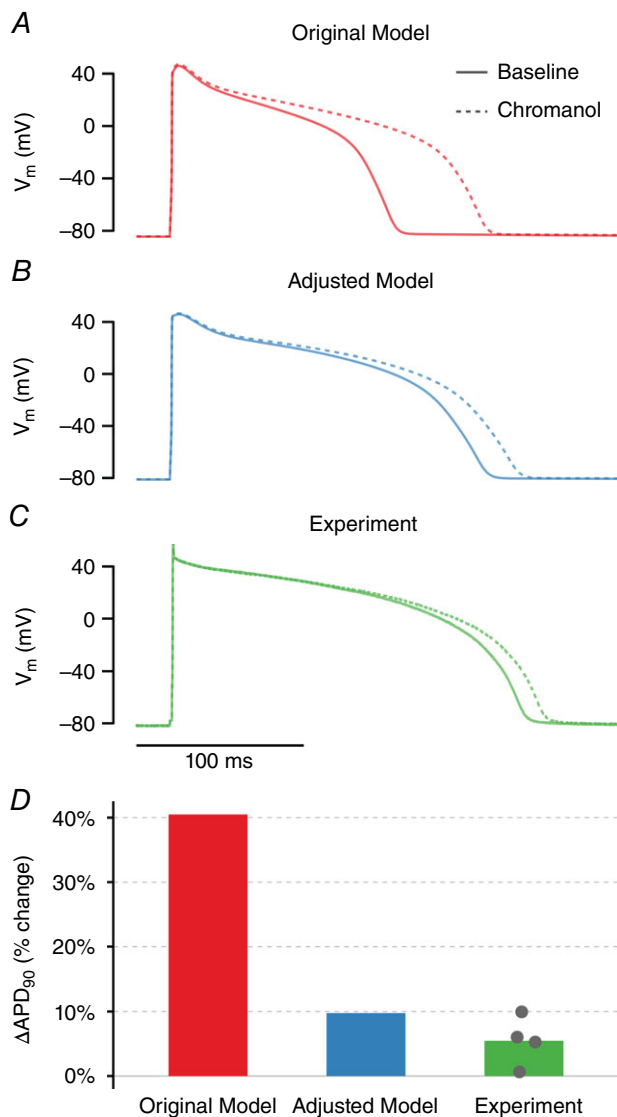 A
Original Model
Baseline
Chromanol
Vm (mV)
40
0
−40
−80
B
Adjusted Model
Vm (mV)
40
0
−40
−80
C
Experiment
Vm (mV)
40
0
−40
−80
100 ms
D
ΔAPD90 (% change)
40%
30%
20%
10%
0%
Original Model
Adjusted Model
Experiment